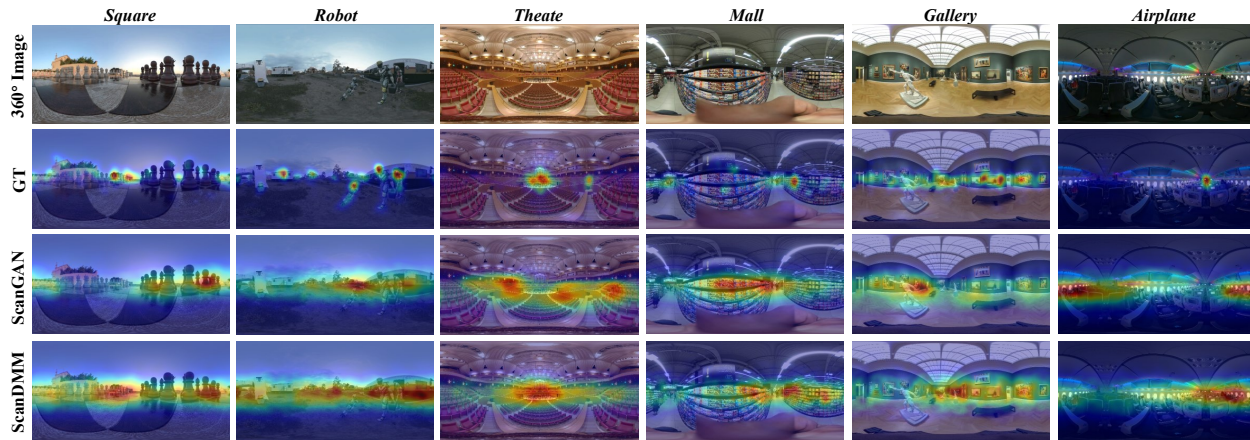 Square Robot Theate Mall Gallery Airplane
360° Image
GT
ScanGAN
ScanDMM